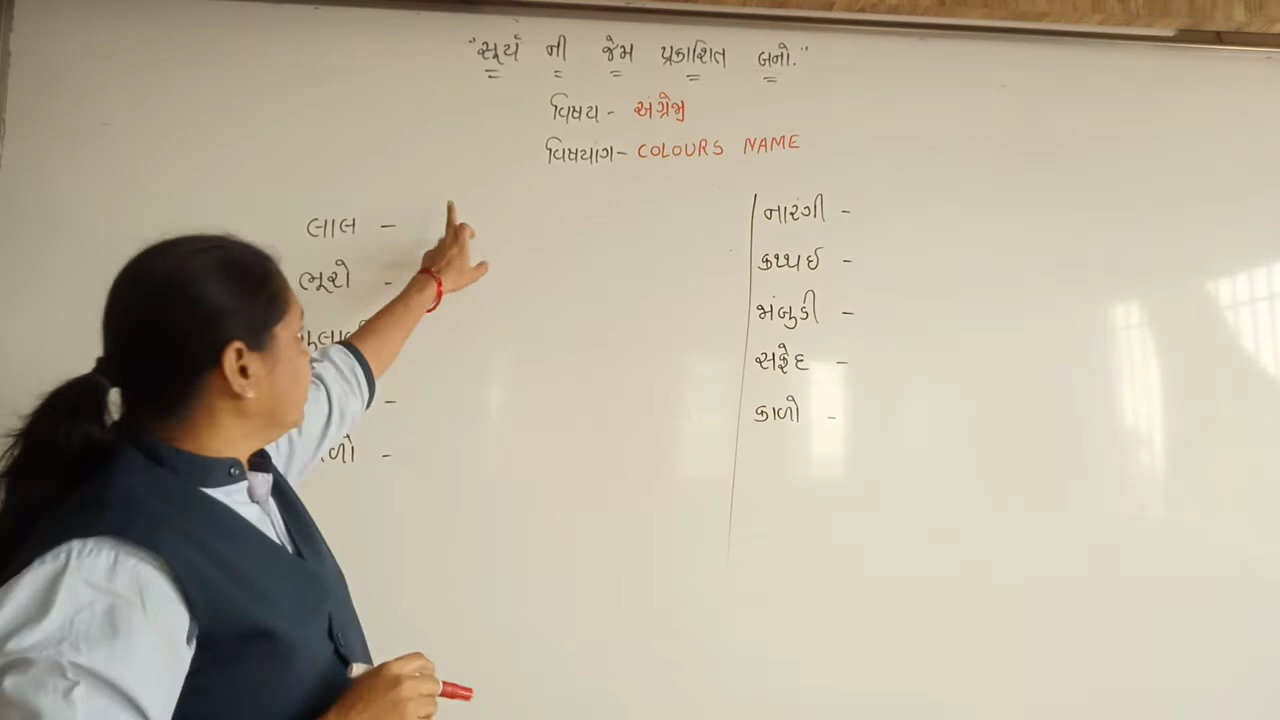 "સૂર્ય ની જેમ પ્રકાશિત બનો."
વિષય - અંગ્રેજી
વિષયાંગ - COLOURS NAME
લાલ -
ભૂરો -
-
-
નારંગી -
કથ્થઈ -
જાંબુડી -
સફેદ -
કાળો -